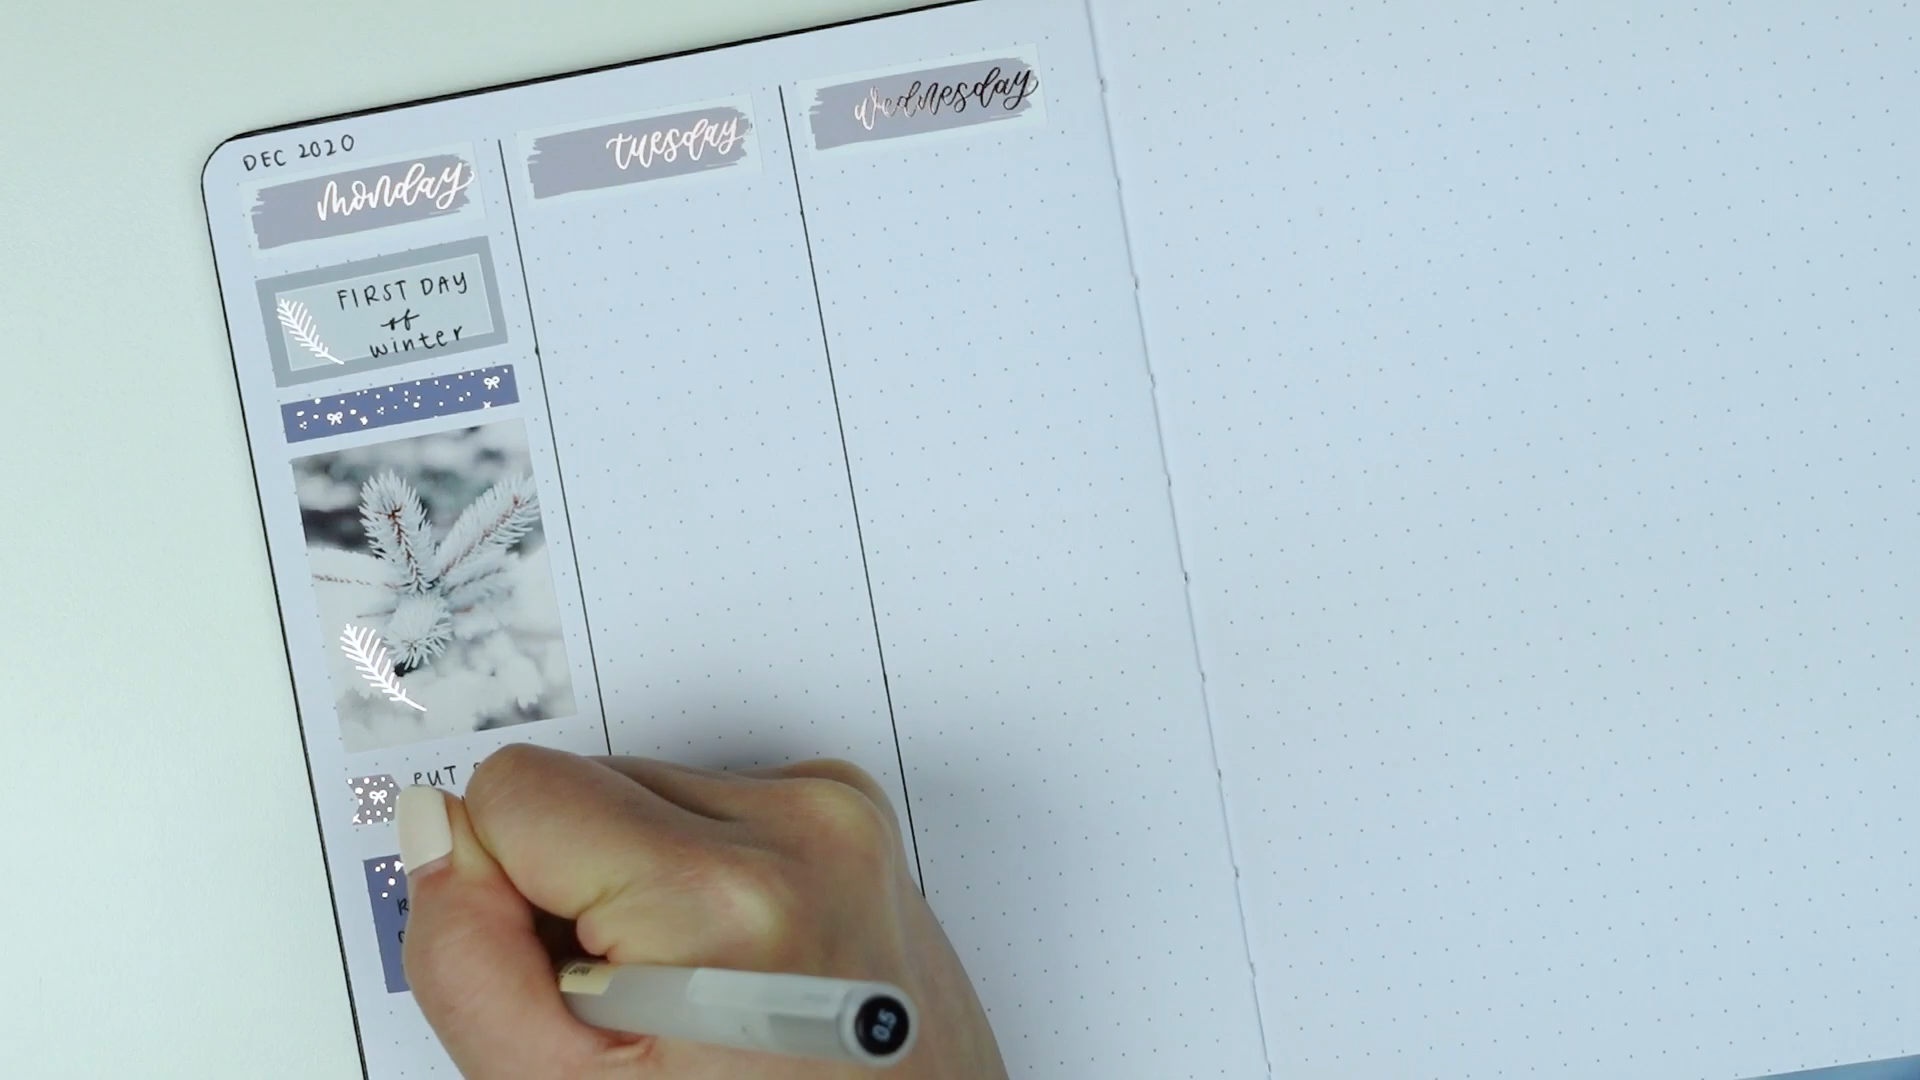 DEC 2020
monday
tuesday
wednesday
FIRST DAY
of
winter
PUT
0.5